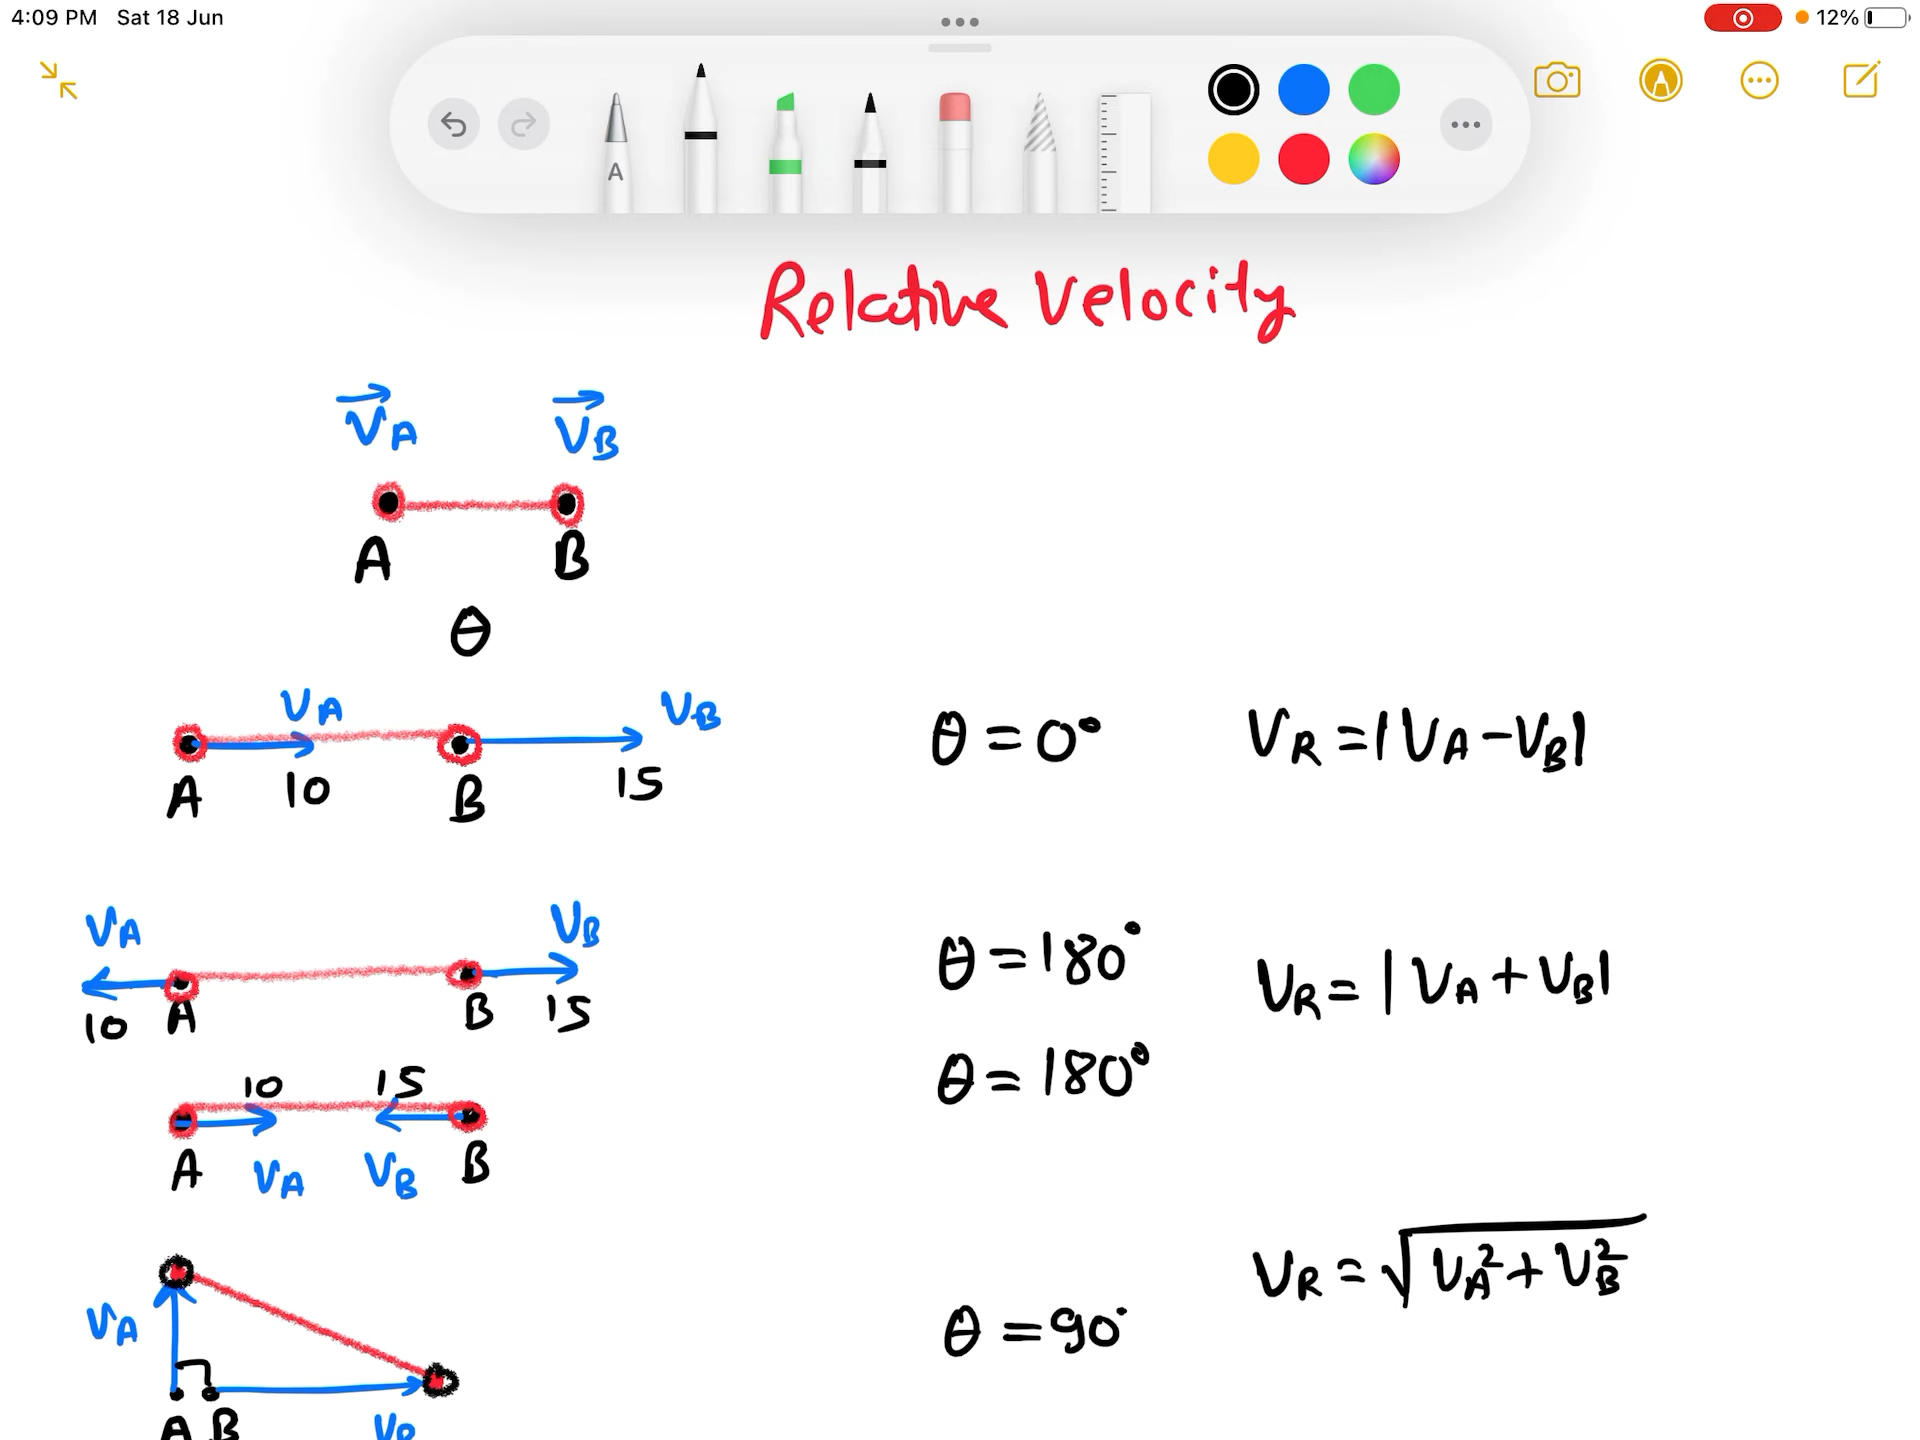 4:09 PM Sat 18 Jun
12%
A
Relative Velocity
V⃗A V⃗B
A B
θ
VA VB
A 10 B 15
θ = 0° VR = |VA - VB|
VA VB
10 A B 15
θ = 180° VR = |VA + VB|
θ = 180°
10 15
A VA VB B
VR = √VA² + VB²
VA
θ = 90°
A B VB